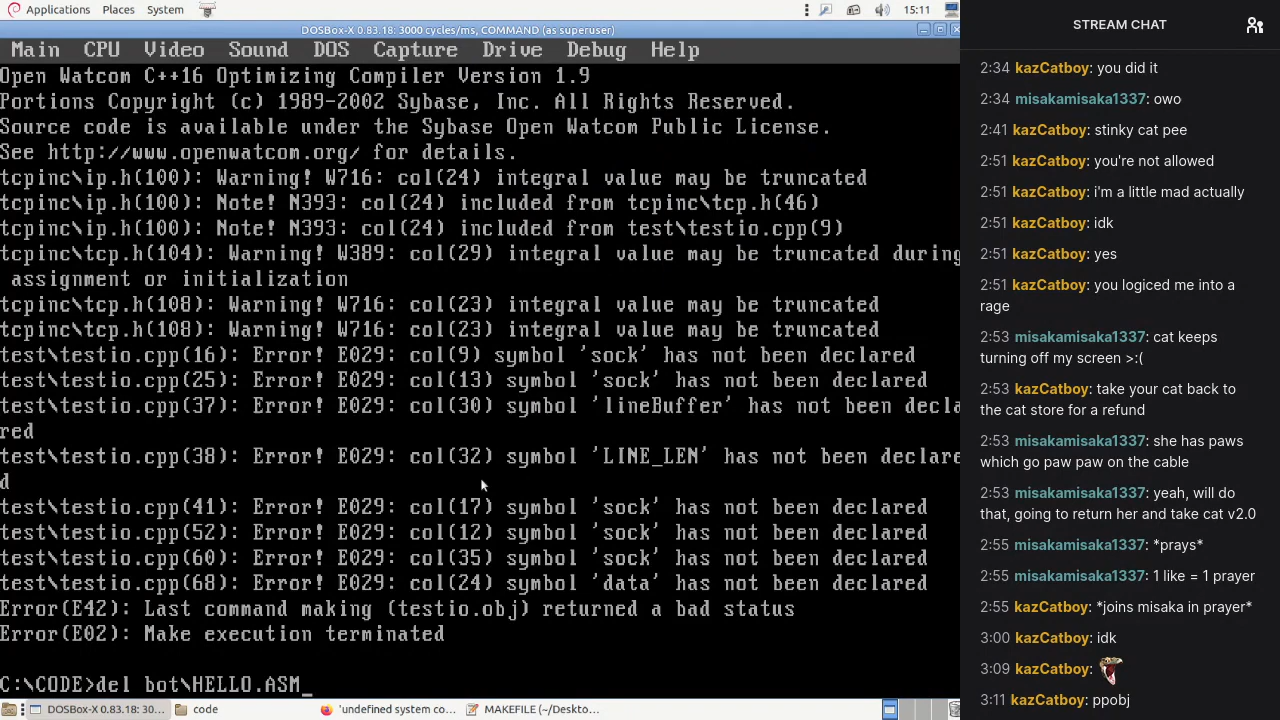 Applications Places System 15:11
DOSBox-X 0.83.18: 3000 cycles/ms, COMMAND (as superuser)
Main CPU Video Sound DOS Capture Drive Debug Help
Open Watcom C++16 Optimizing Compiler Version 1.9
Portions Copyright (c) 1989-2002 Sybase, Inc. All Rights Reserved.
Source code is available under the Sybase Open Watcom Public License.
See http://www.openwatcom.org/ for details.
tcpinc\ip.h(100): Warning! W716: col(24) integral value may be truncated
tcpinc\ip.h(100): Note! N393: col(24) included from tcpinc\tcp.h(46)
tcpinc\ip.h(100): Note! N393: col(24) included from test\testio.cpp(9)
tcpinc\tcp.h(104): Warning! W389: col(29) integral value may be truncated during
assignment or initialization
tcpinc\tcp.h(108): Warning! W716: col(23) integral value may be truncated
tcpinc\tcp.h(108): Warning! W716: col(23) integral value may be truncated
test\testio.cpp(16): Error! E029: col(9) symbol 'sock' has not been declared
test\testio.cpp(25): Error! E029: col(13) symbol 'sock' has not been declared
test\testio.cpp(37): Error! E029: col(30) symbol 'lineBuffer' has not been decla
red
test\testio.cpp(38): Error! E029: col(32) symbol 'LINE_LEN' has not been declare
d
test\testio.cpp(41): Error! E029: col(17) symbol 'sock' has not been declared
test\testio.cpp(52): Error! E029: col(12) symbol 'sock' has not been declared
test\testio.cpp(60): Error! E029: col(35) symbol 'sock' has not been declared
test\testio.cpp(68): Error! E029: col(24) symbol 'data' has not been declared
Error(E42): Last command making (testio.obj) returned a bad status
Error(E02): Make execution terminated
C:\CODE>del bot\HELLO.ASM_
DOSBox-X 0.83.18: 30... code 'undefined system co... MAKEFILE (~/Deskto...
STREAM CHAT
2:34 kazCatboy: you did it
2:34 misakamisaka1337: owo
2:41 kazCatboy: stinky cat pee
2:51 kazCatboy: you're not allowed
2:51 kazCatboy: i'm a little mad actually
2:51 kazCatboy: idk
2:51 kazCatboy: yes
2:51 kazCatboy: you logiced me into a
rage
2:53 misakamisaka1337: cat keeps
turning off my screen >:(
2:53 kazCatboy: take your cat back to
the cat store for a refund
2:53 misakamisaka1337: she has paws
which go paw paw on the cable
2:53 misakamisaka1337: yeah, will do
that, going to return her and take cat v2.0
2:55 misakamisaka1337: *prays*
2:55 misakamisaka1337: 1 like = 1 prayer
2:55 kazCatboy: *joins misaka in prayer*
3:00 kazCatboy: idk
3:09 kazCatboy:
3:11 kazCatboy: ppobj